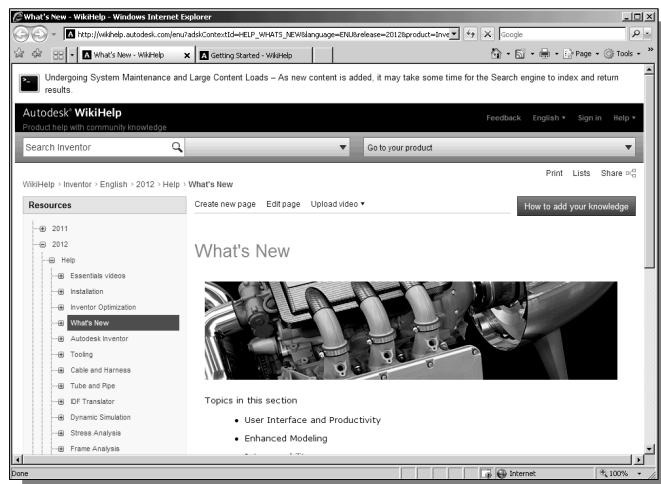 What's New - WikiHelp - Windows Internet Explorer
http://wikihelp.autodesk.com/enu?adskContextId=HELP_WHATS_NEW&language=ENU&release=2012&product=Inve
Google
What's New - WikiHelp
Getting Started - WikiHelp
Page
Tools
Undergoing System Maintenance and Large Content Loads – As new content is added, it may take some time for the Search engine to index and return
results.
Autodesk® WikiHelp
Product help with community knowledge
Feedback English Sign in Help
Search Inventor
Go to your product
Print Lists Share
WikiHelp > Inventor > English > 2012 > Help > What's New
Resources
Create new page Edit page Upload video
How to add your knowledge
2011
2012
Help
Essentials videos
Installation
Inventor Optimization
What's New
Autodesk Inventor
Tooling
Cable and Harness
Tube and Pipe
IDF Translator
Dynamic Simulation
Stress Analysis
Frame Analysis
What's New
Topics in this section
• User Interface and Productivity
• Enhanced Modeling
Done
Internet
100%